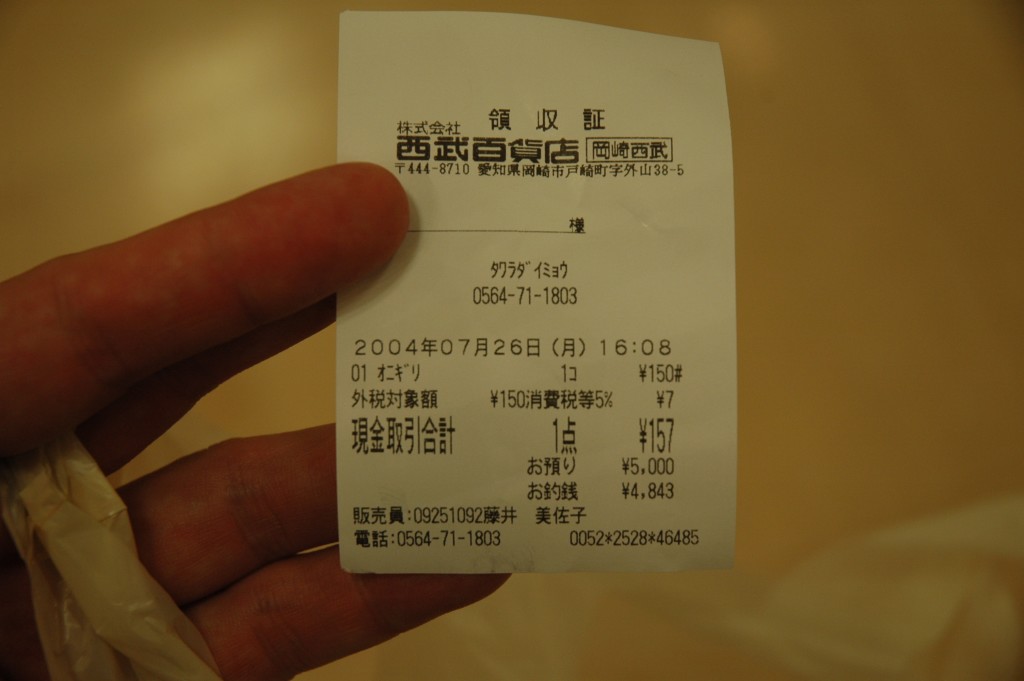 領収証
株式会社
西武百貨店 岡崎西武
〒444-8710 愛知県岡崎市戸崎町字外山38-5
様
ﾀﾜﾗﾀﾞｲﾐｮｳ
0564-71-1803
2004年07月26日(月)16:08
01 ｵﾆｷﾞﾘ 1ｺ ¥150#
外税対象額 ¥150消費税等5% ¥7
現金取引合計 1点 ¥157
お預り ¥5,000
お釣銭 ¥4,843
販売員:09251092藤井 美佐子
電話:0564-71-1803 0052*2528*46485